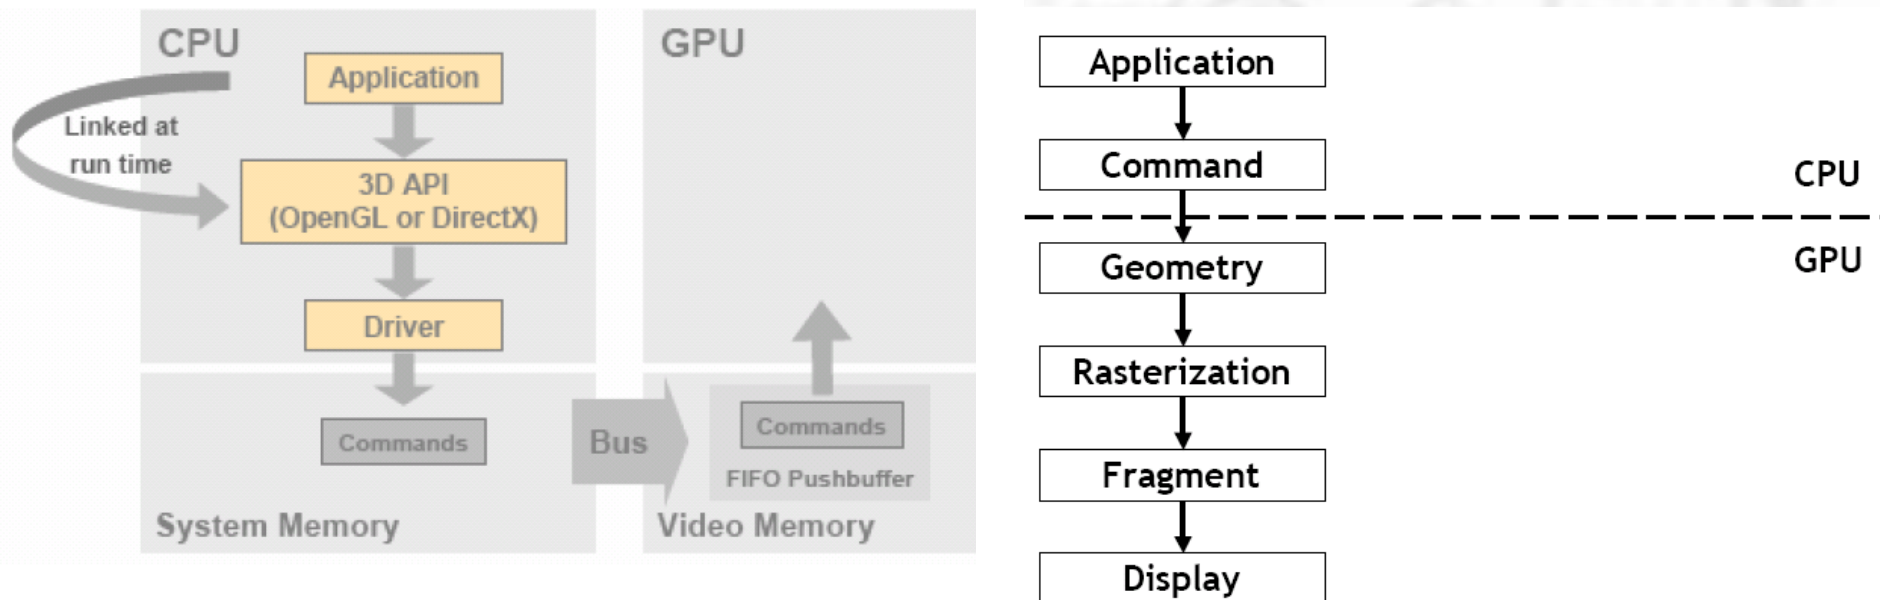 CPU
Application
Linked at
run time
3D API
(OpenGL or DirectX)
Driver
Commands
System Memory
Bus
GPU
Commands
FIFO Pushbuffer
Video Memory
Application
Command
CPU
GPU
Geometry
Rasterization
Fragment
Display